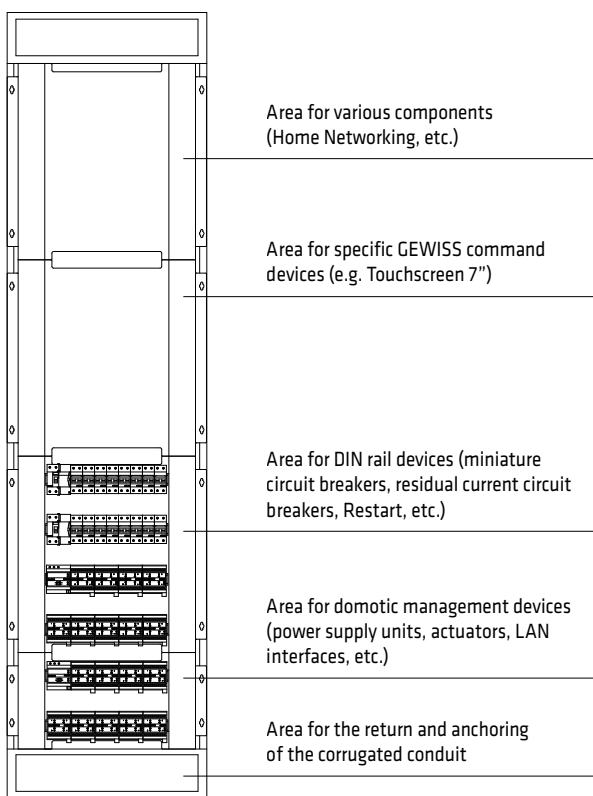 Area for various components
(Home Networking, etc.)
Area for specific GEWISS command
devices (e.g. Touchscreen 7”)
Area for DIN rail devices (miniature
circuit breakers, residual current circuit
breakers, Restart, etc.)
Area for domotic management devices
(power supply units, actuators, LAN
interfaces, etc.)
Area for the return and anchoring
of the corrugated conduit